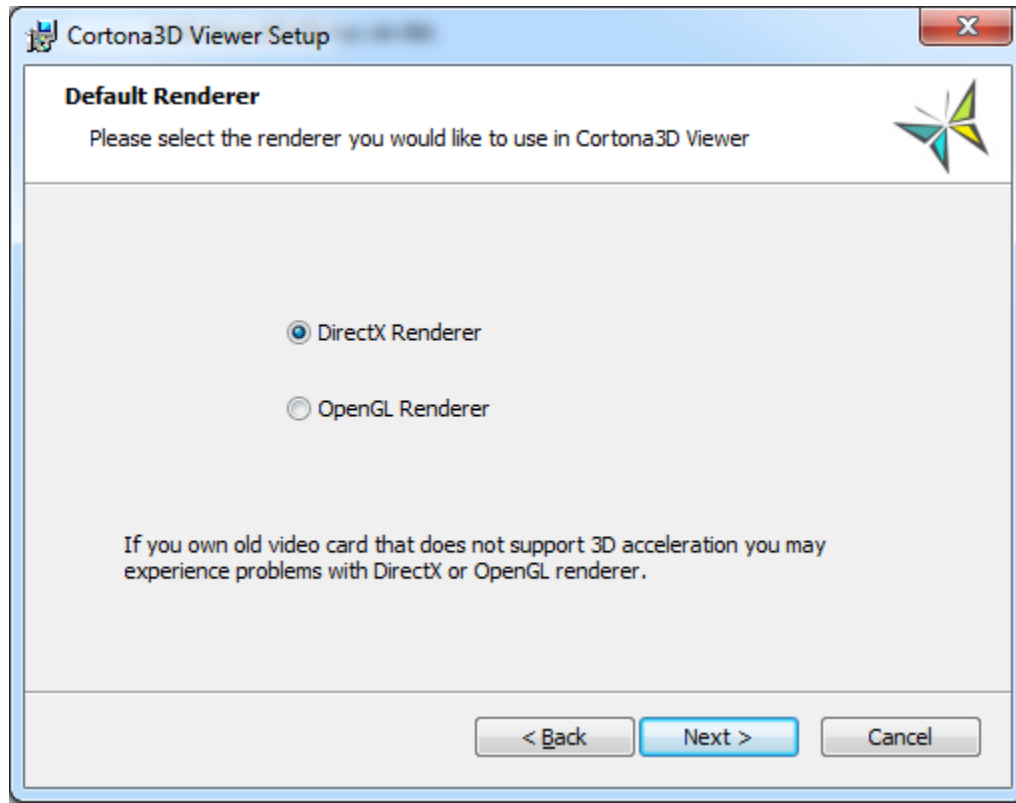 Cortona3D Viewer Setup
Default Renderer
Please select the renderer you would like to use in Cortona3D Viewer
DirectX Renderer
OpenGL Renderer
If you own old video card that does not support 3D acceleration you may
experience problems with DirectX or OpenGL renderer.
< Back Next > Cancel